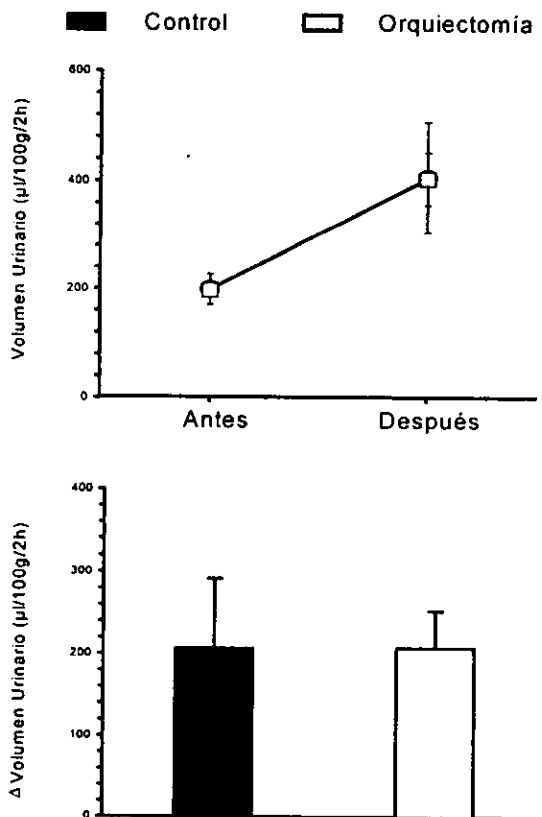 Control Orquiectomía
Volumen Urinario (µl/100g/2h)
600
400
200
0
Antes Después
Δ Volumen Urinario (µl/100g/2h)
400
300
200
100
0